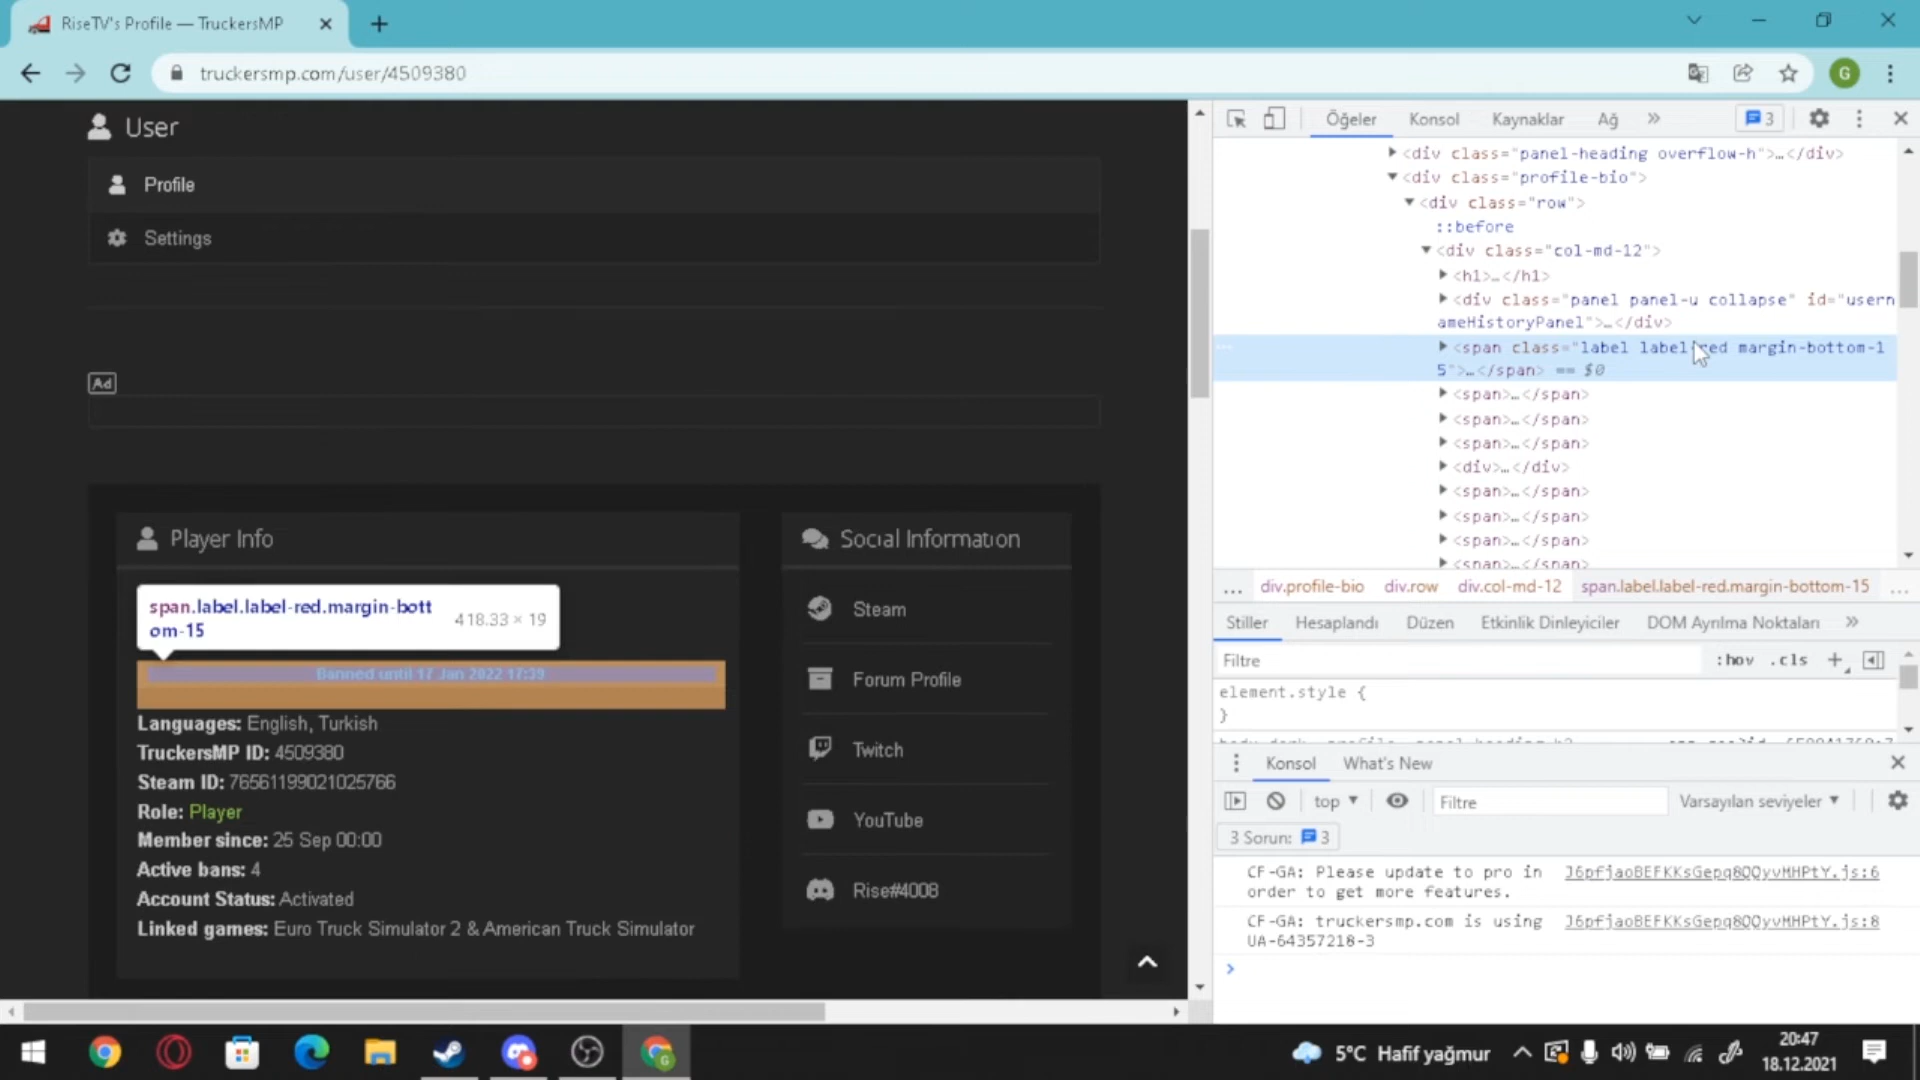 RiseTV's Profile — TruckersMP
truckersmp.com/user/4509380
G
User
Profile
Settings
Ad
Player Info
span.label.label-red.margin-bott
om-15
418.33 × 19
Banned until 17 Jan 2022 17:39
Languages: English, Turkish
TruckersMP ID: 4509380
Steam ID: 76561199021025766
Role: Player
Member since: 25 Sep 00:00
Active bans: 4
Account Status: Activated
Linked games: Euro Truck Simulator 2 & American Truck Simulator
Social Information
Steam
Forum Profile
Twitch
YouTube
Rise#4008
Öğeler Konsol Kaynaklar Ağ » 3
<div class="panel-heading overflow-h">…</div>
<div class="profile-bio">
<div class="row">
::before
<div class="col-md-12">
<h1>…</h1>
<div class="panel panel-u collapse" id="usern
ameHistoryPanel">…</div>
<span class="label label-red margin-bottom-1
5">…</span> == $0
<span>…</span>
<span>…</span>
<span>…</span>
<div>…</div>
<span>…</span>
<span>…</span>
<span>…</span>
<span>…</span>
... div.profile-bio div.row div.col-md-12 span.label.label-red.margin-bottom-15 ...
Stiller Hesaplandı Düzen Etkinlik Dinleyiciler DOM Ayrılma Noktaları »
Filtre :hov .cls +
element.style {
}
Konsol What's New
top Filtre Varsayılan seviyeler
3 Sorun: 3
CF-GA: Please update to pro in
order to get more features.
CF-GA: truckersmp.com is using
UA-64357218-3
5°C Hafif yağmur
20:47
18.12.2021
G